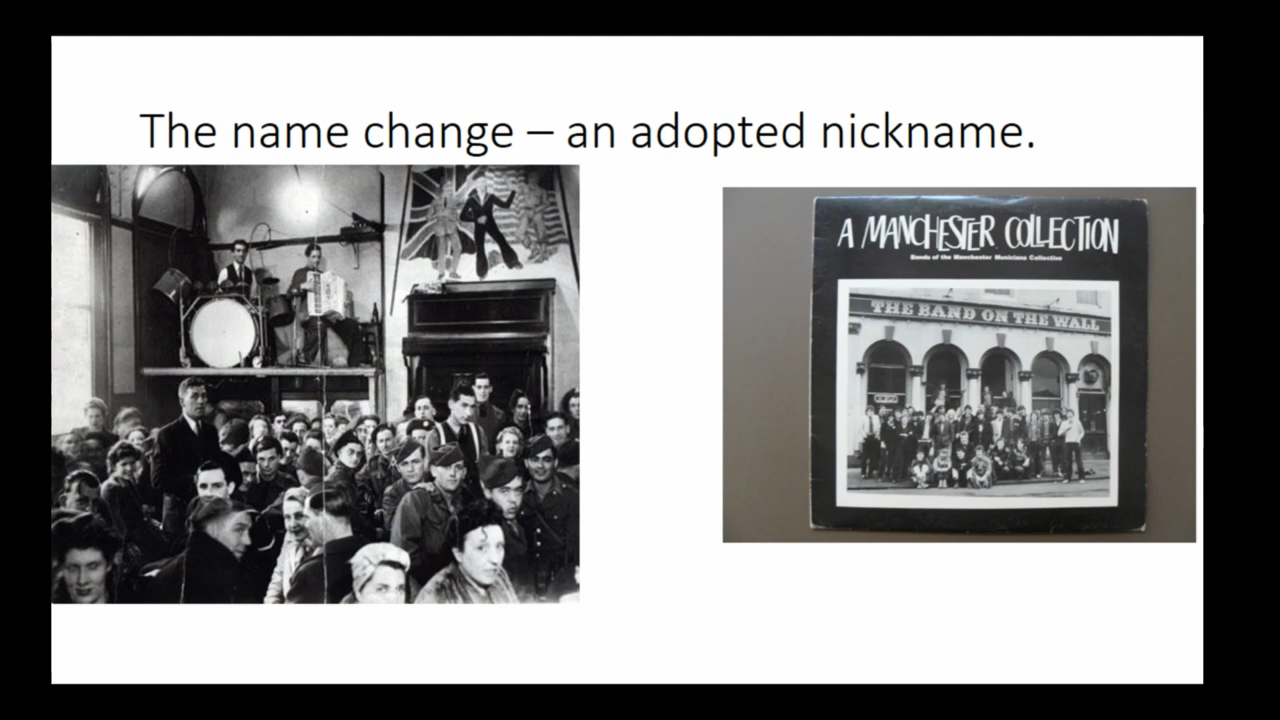 The name change – an adopted nickname.
A MANCHESTER COLLECTION
Bands of the Manchester Musicians Collective
THE BAND ON THE WALL